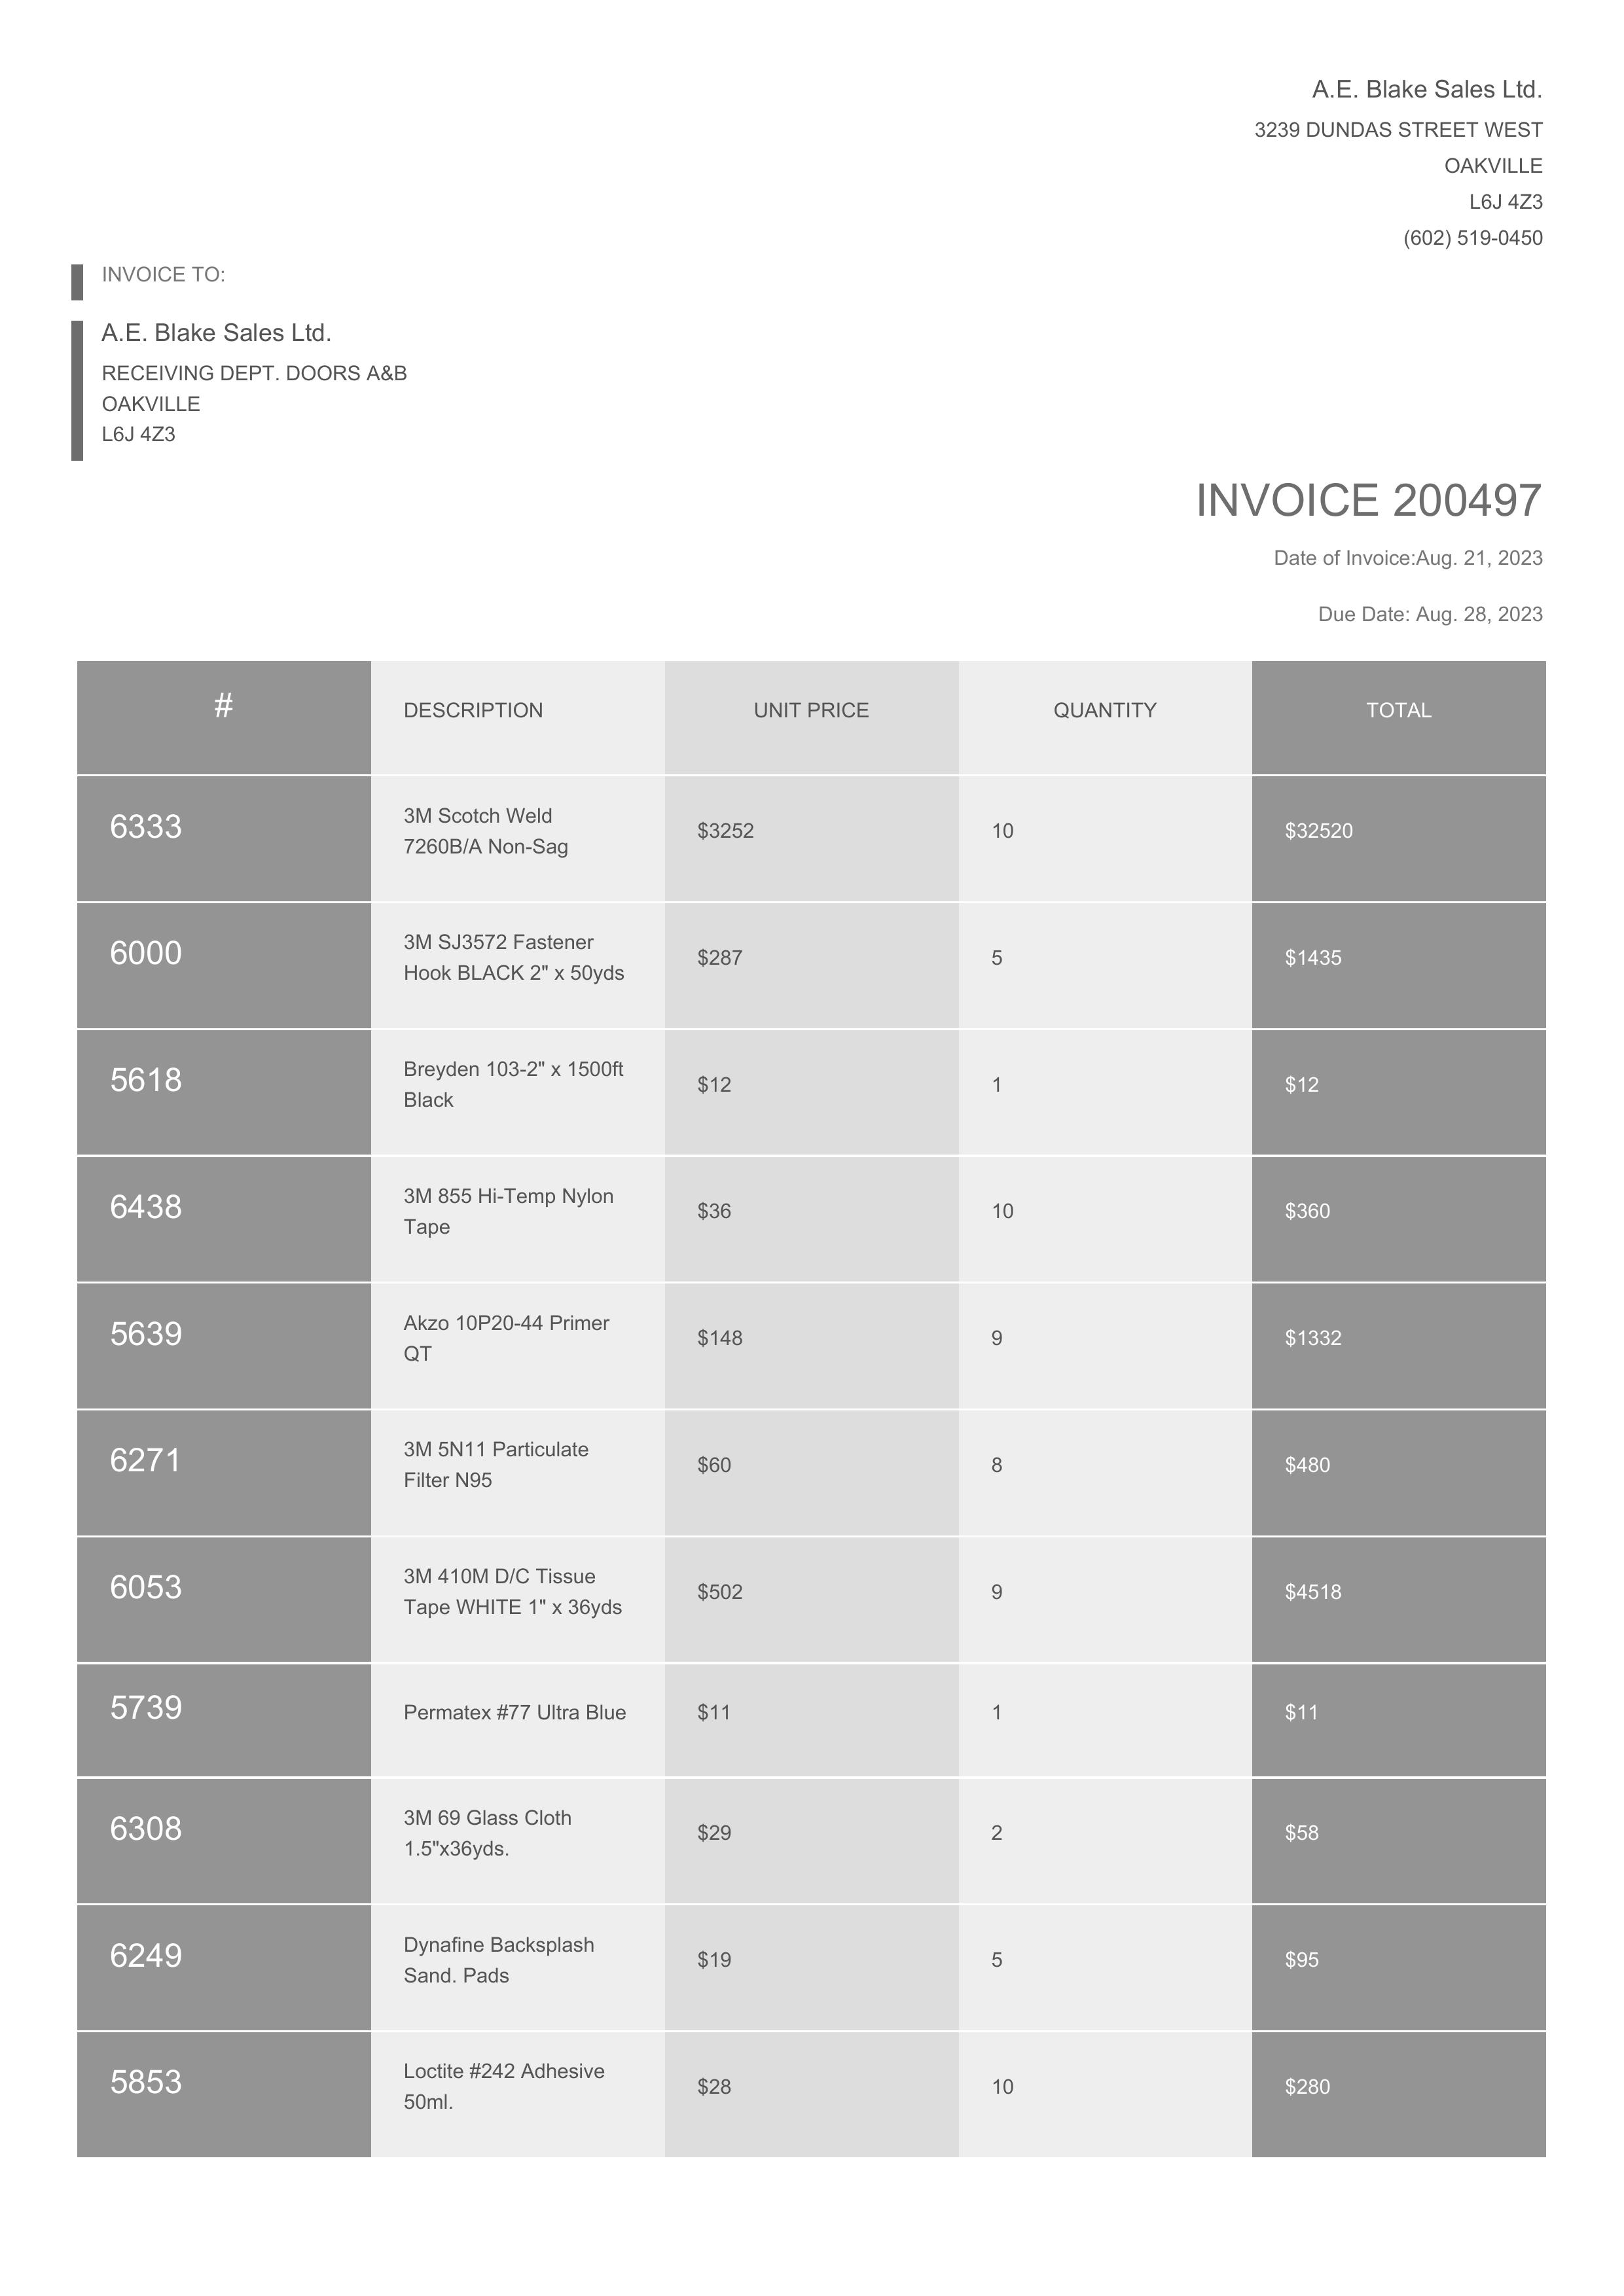 A.E. Blake Sales Ltd.
3239 DUNDAS STREET WEST
OAKVILLE
L6J 4Z3
(602) 519-0450
INVOICE TO:
A.E. Blake Sales Ltd.
RECEIVING DEPT. DOORS A&B
OAKVILLE
L6J 4Z3
INVOICE 200497
Date of Invoice:Aug. 21, 2023
Due Date: Aug. 28, 2023
# DESCRIPTION UNIT PRICE QUANTITY TOTAL
6333 3M Scotch Weld
7260B/A Non-Sag $3252 10 $32520
6000 3M SJ3572 Fastener
Hook BLACK 2" x 50yds $287 5 $1435
5618 Breyden 103-2" x 1500ft
Black $12 1 $12
6438 3M 855 Hi-Temp Nylon
Tape $36 10 $360
5639 Akzo 10P20-44 Primer
QT $148 9 $1332
6271 3M 5N11 Particulate
Filter N95 $60 8 $480
6053 3M 410M D/C Tissue
Tape WHITE 1" x 36yds $502 9 $4518
5739 Permatex #77 Ultra Blue $11 1 $11
6308 3M 69 Glass Cloth
1.5"x36yds. $29 2 $58
6249 Dynafine Backsplash
Sand. Pads $19 5 $95
5853 Loctite #242 Adhesive
50ml. $28 10 $280